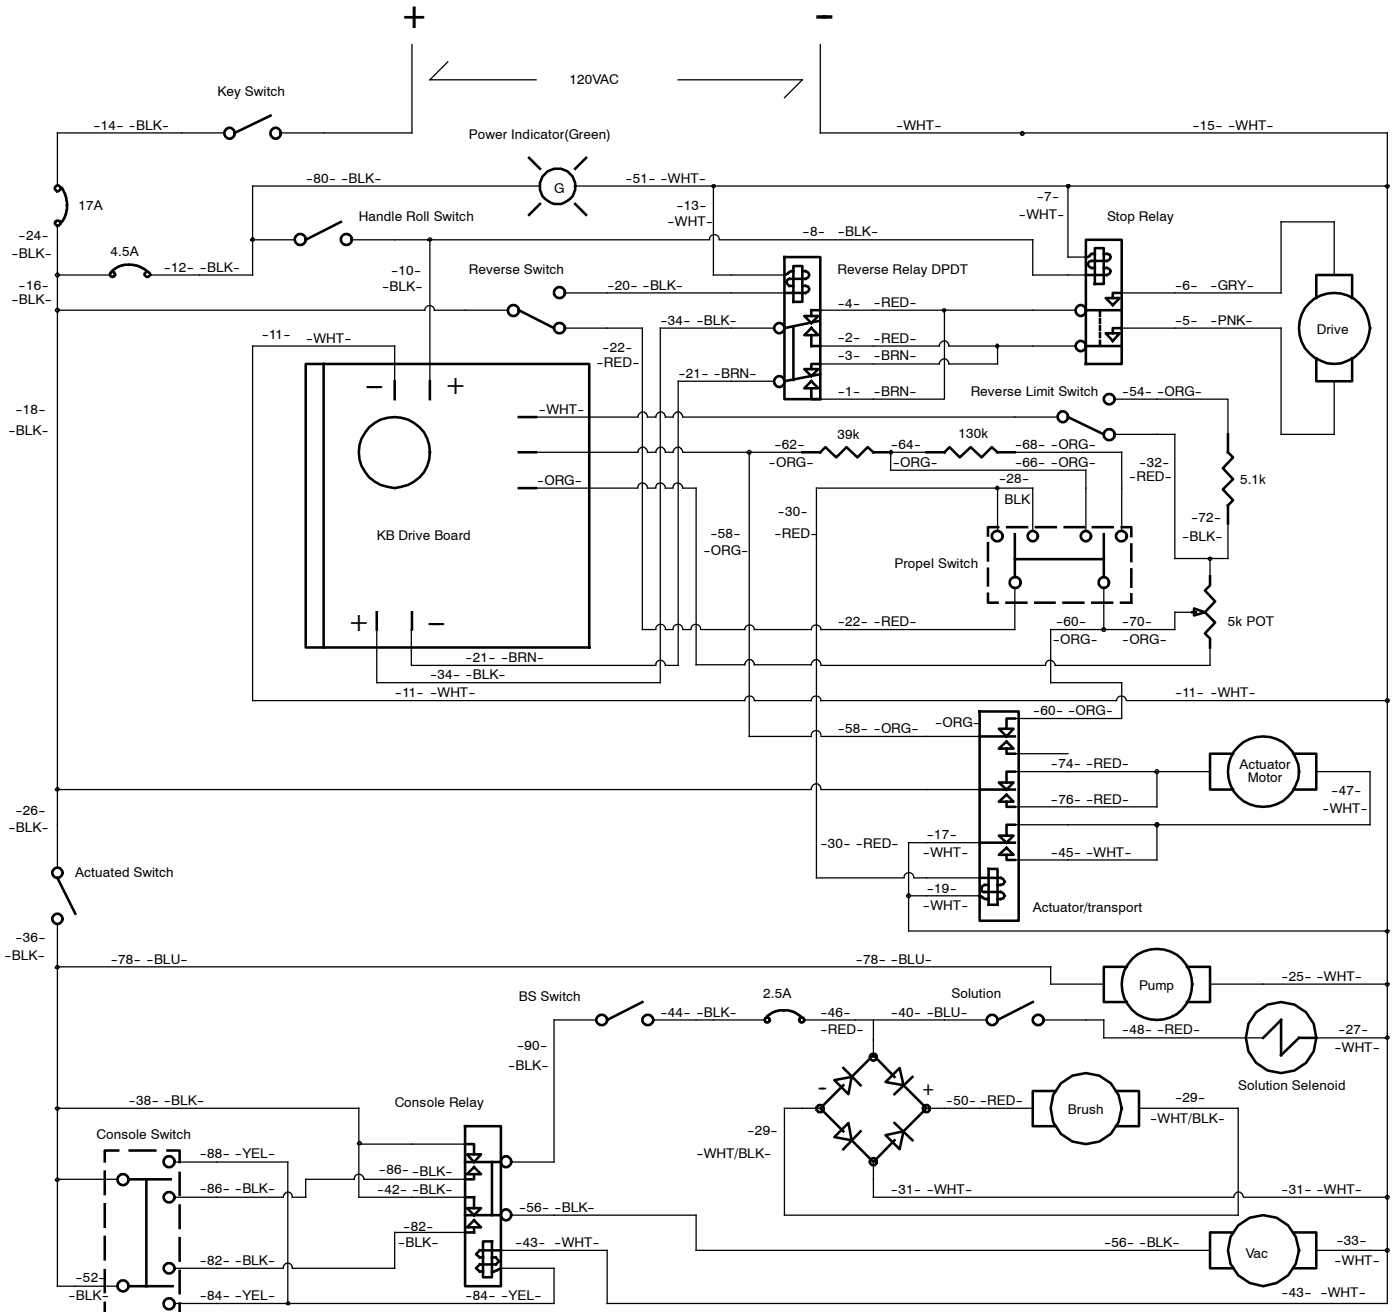 +
-
120VAC
Key Switch
-14- -BLK-
Power Indicator(Green)
-WHT-
-15- -WHT-
-80- -BLK-
G
-51- -WHT-
17A
-13-
-WHT-
-7-
-WHT-
Handle Roll Switch
Stop Relay
-24-
-BLK-
4.5A
-12- -BLK-
-8- -BLK-
-10-
-BLK-
Reverse Switch
Reverse Relay DPDT
-16-
-BLK-
-20- -BLK-
-6- -GRY-
-4- -RED-
-34- -BLK-
-5- -PNK-
Drive
-11- -WHT-
-22-
-RED-
-2- -RED-
-3- -BRN-
-21- -BRN-
-1- -BRN-
Reverse Limit Switch
-54- -ORG-
- +
-18-
-BLK-
-WHT-
39k
130k
-62-
-ORG-
-64-
-ORG-
-68- -ORG-
-66- -ORG-
-32-
-RED-
5.1k
-ORG-
-28-
BLK
-30-
-RED-
-72-
-BLK-
KB Drive Board
-58-
-ORG-
Propel Switch
+ -
-22- -RED-
-60-
-ORG-
-70-
-ORG-
5k POT
-21- -BRN-
-34- -BLK-
-11- -WHT-
-11- -WHT-
-60- -ORG-
-58- -ORG-
-ORG-
-74- -RED-
Actuator
Motor
-47-
-WHT-
-76- -RED-
-26-
-BLK-
-30- -RED-
-17-
-WHT-
-45- -WHT-
Actuated Switch
-19-
-WHT-
Actuator/transport
-36-
-BLK-
-78- -BLU-
-78- -BLU-
Pump
-25- -WHT-
BS Switch
2.5A
Solution
-44- -BLK-
-46-
-RED-
-40- -BLU-
-48- -RED-
-27-
-WHT-
-90-
-BLK-
Solution Selenoid
- +
-38- -BLK-
Console Relay
-50- -RED-
Brush
-29-
-WHT/BLK-
-29-
-WHT/BLK-
Console Switch
-88- -YEL-
-86- -BLK-
-86- -BLK-
-42- -BLK-
-31- -WHT-
-31- -WHT-
-56- -BLK-
-82-
-BLK-
-43- -WHT-
-56- -BLK-
Vac
-33-
-WHT-
-82- -BLK-
-52-
-BLK-
-84- -YEL-
-84- -YEL-
-43- -WHT-